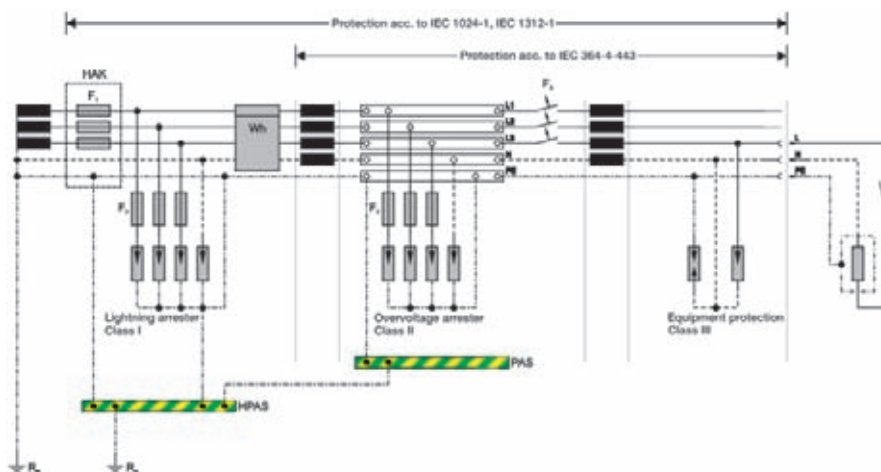 Protection acc. to IEC 1024-1, IEC 1312-1
Protection acc. to IEC 364-4-443
HAK
F₁
Wh
L1
L2
L3
N
PE
L
N
PE
Lightning arrester
Class I
Overvoltage arrester
Class II
Equipment protection
Class III
PAS
HPAS